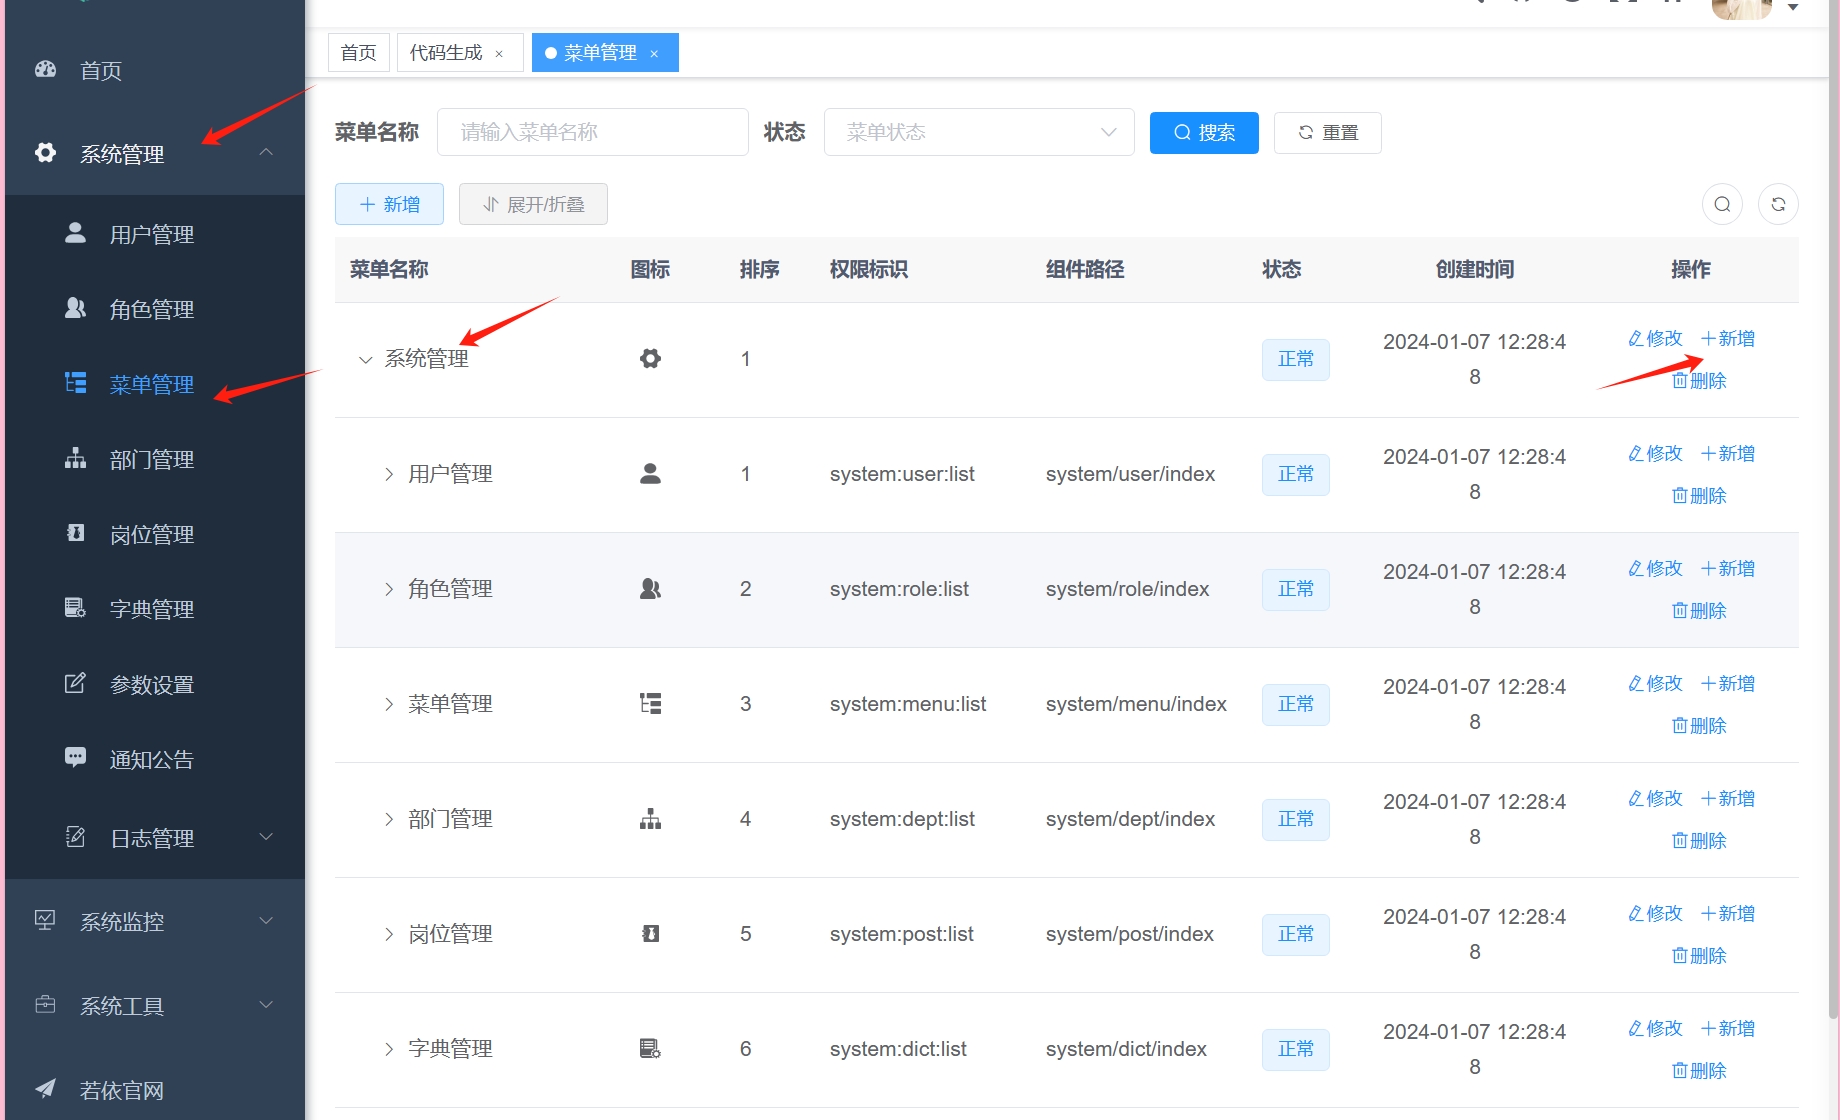 首页
系统管理
用户管理
角色管理
菜单管理
部门管理
岗位管理
字典管理
参数设置
通知公告
日志管理
系统监控
系统工具
若依官网
首页 代码生成 × 菜单管理 ×
菜单名称 请输入菜单名称 状态 菜单状态 搜索 重置
新增 展开/折叠
菜单名称 图标 排序 权限标识 组件路径 状态 创建时间 操作
系统管理 1 正常 2024-01-07 12:28:4 修改 新增
8 删除
用户管理 1 system:user:list system/user/index 正常 2024-01-07 12:28:4 修改 新增
8 删除
角色管理 2 system:role:list system/role/index 正常 2024-01-07 12:28:4 修改 新增
8 删除
菜单管理 3 system:menu:list system/menu/index 正常 2024-01-07 12:28:4 修改 新增
8 删除
部门管理 4 system:dept:list system/dept/index 正常 2024-01-07 12:28:4 修改 新增
8 删除
岗位管理 5 system:post:list system/post/index 正常 2024-01-07 12:28:4 修改 新增
8 删除
字典管理 6 system:dict:list system/dict/index 正常 2024-01-07 12:28:4 修改 新增
8 删除